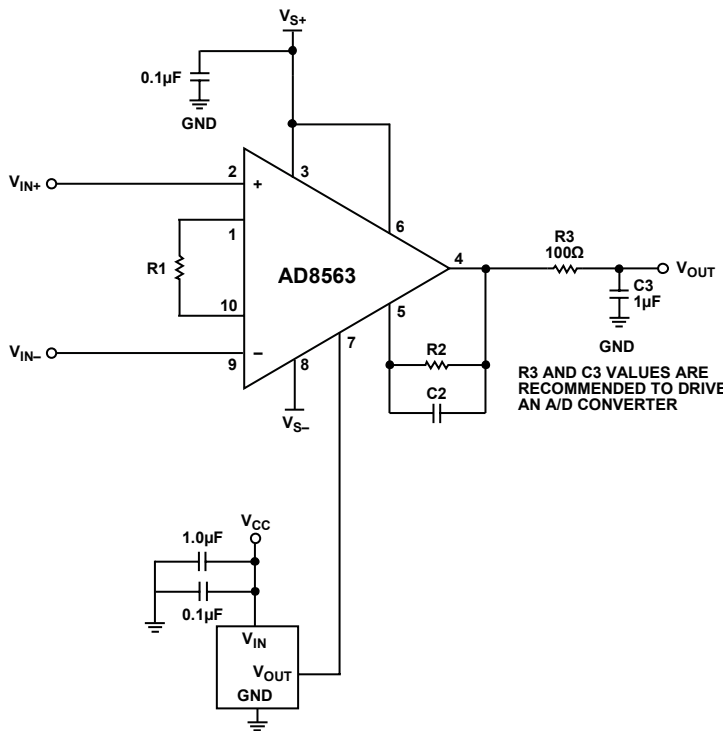 V_S+
0.1µF
GND
2
3
V_IN+
+
6
1
R3
4
100Ω
R1
AD8563
V_OUT
C3
1µF
5
10
GND
R2
7
V_IN–
–
9
8
R3 AND C3 VALUES ARE
RECOMMENDED TO DRIVE
AN A/D CONVERTER
C2
V_S–
V_CC
1.0µF
0.1µF
V_IN
V_OUT
GND